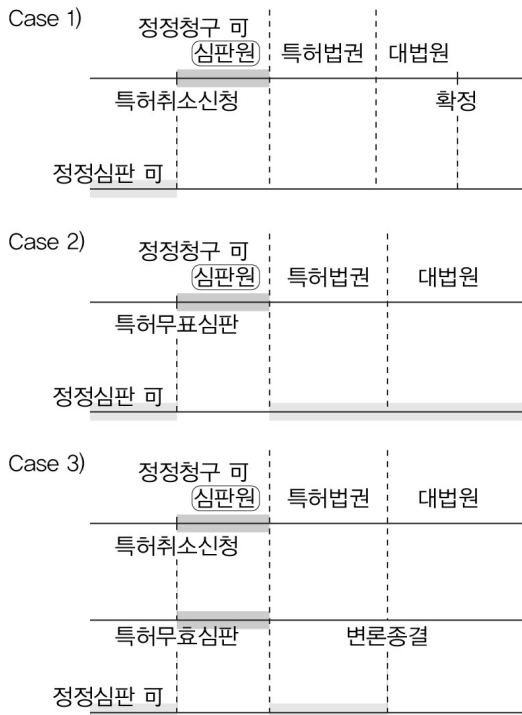 Case 1)
정정청구 可
심판원 특허법권 대법원
특허취소신청 확정
정정심판 可
Case 2)
정정청구 可
심판원 특허법권 대법원
특허무표심판
정정심판 可
Case 3)
정정청구 可
심판원 특허법권 대법원
특허취소신청
특허무효심판 변론종결
정정심판 可